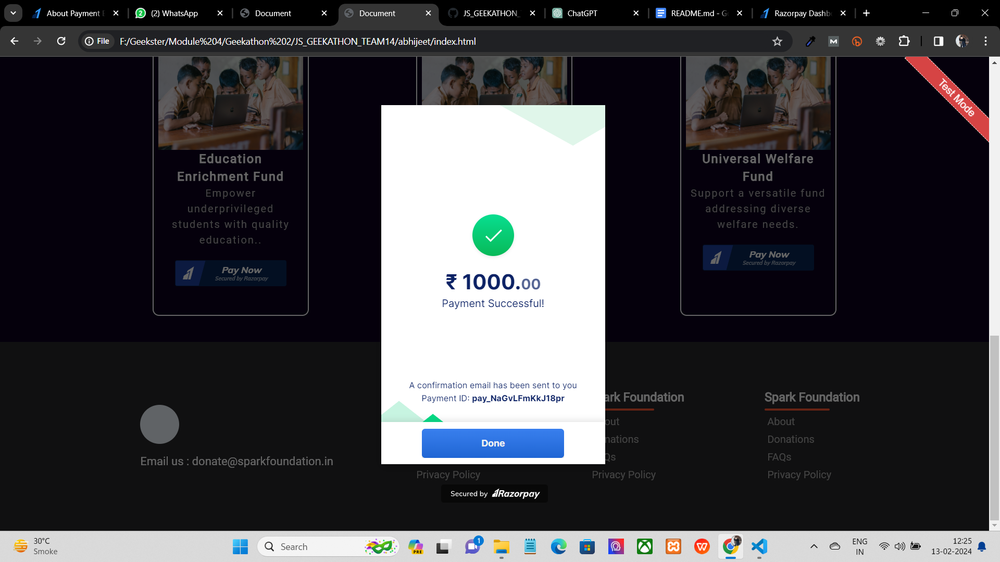 About Payment
(2) WhatsApp
Document
Document
JS_GEEKATHON_
ChatGPT
README.md - G
Razorpay Dashb
File
F:/Geekster/Module%204/Geekathon%202/JS_GEEKATHON_TEAM14/abhijeet/index.html
Test Mode
Education
Enrichment Fund
Empower
underprivileged
students with quality
education..
Pay Now
Secured by Razorpay
Universal Welfare
Fund
Support a versatile fund
addressing diverse
welfare needs.
Pay Now
Secured by Razorpay
₹ 1000.00
Payment Successful!
A confirmation email has been sent to you
Payment ID: pay_NaGvLFmKkJ18pr
Done
Email us : donate@sparkfoundation.in
Privacy Policy
ark Foundation
out
nations
Qs
Privacy Policy
Spark Foundation
About
Donations
FAQs
Privacy Policy
Secured by Razorpay
30°C
Smoke
Search
PRE
1
ENG
IN
12:25
13-02-2024